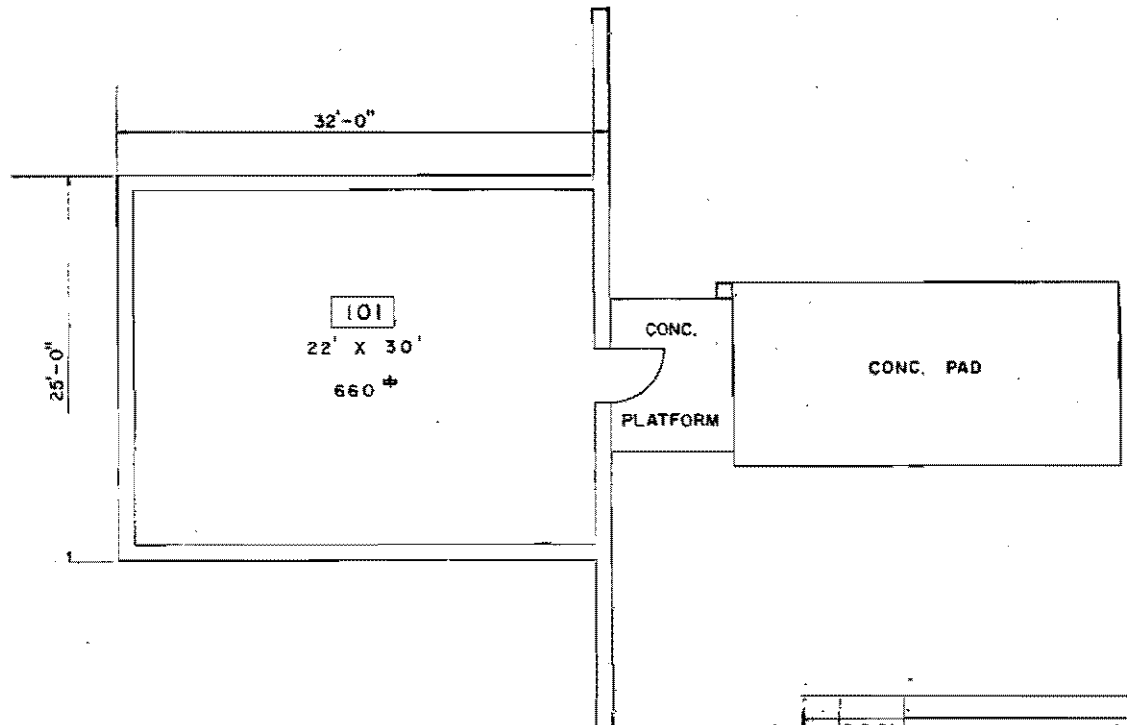 32'-0"
25'-0"
101
22' X 30'
660 ⌗
CONC.
PLATFORM
CONC. PAD